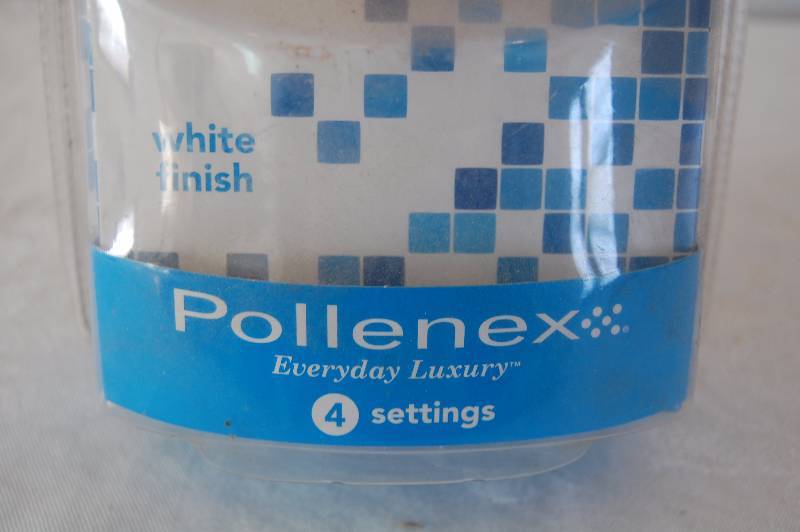 white
finish
Pollenex
Everyday Luxury™
4 settings